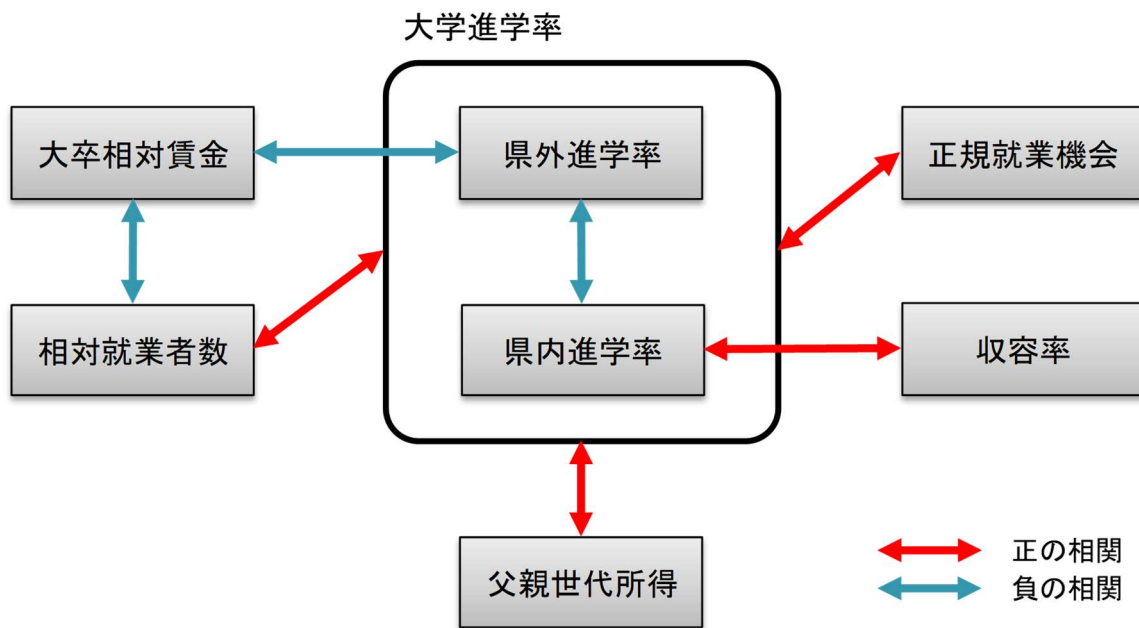 大学進学率
大卒相対賃金
県外進学率
正規就業機会
相対就業者数
県内進学率
収容率
父親世代所得
正の相関
負の相関